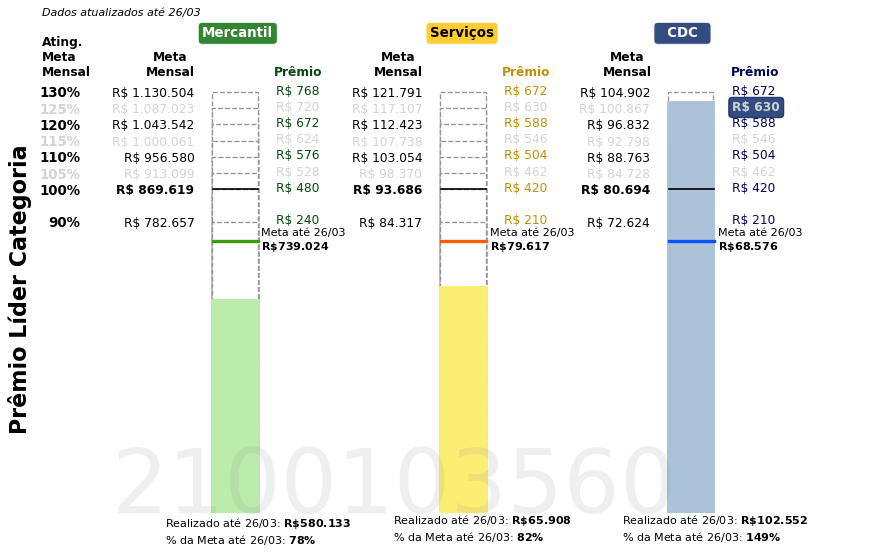 Dados atualizados até 26/03
Mercantil Serviços CDC
Ating. Meta Mensal Meta Mensal Prêmio Meta Mensal Prêmio Meta Mensal Prêmio
130% R$ 1.130.504 R$ 768 R$ 121.791 R$ 672 R$ 104.902 R$ 672
125% R$ 1.087.023 R$ 720 R$ 117.107 R$ 630 R$ 100.867 R$ 630
120% R$ 1.043.542 R$ 672 R$ 112.423 R$ 588 R$ 96.832 R$ 588
115% R$ 1.000.061 R$ 624 R$ 107.738 R$ 546 R$ 92.798 R$ 546
110% R$ 956.580 R$ 576 R$ 103.054 R$ 504 R$ 88.763 R$ 504
105% R$ 913.099 R$ 528 R$ 98.370 R$ 462 R$ 84.728 R$ 462
100% R$ 869.619 R$ 480 R$ 93.686 R$ 420 R$ 80.694 R$ 420
90% R$ 782.657 R$ 240 R$ 84.317 R$ 210 R$ 72.624 R$ 210
Meta até 26/03 Meta até 26/03 Meta até 26/03
R$739.024 R$79.617 R$68.576
Prêmio Líder Categoria
2100103560
Realizado até 26/03: R$580.133 Realizado até 26/03: R$65.908 Realizado até 26/03: R$102.552
% da Meta até 26/03: 78% % da Meta até 26/03: 82% % da Meta até 26/03: 149%